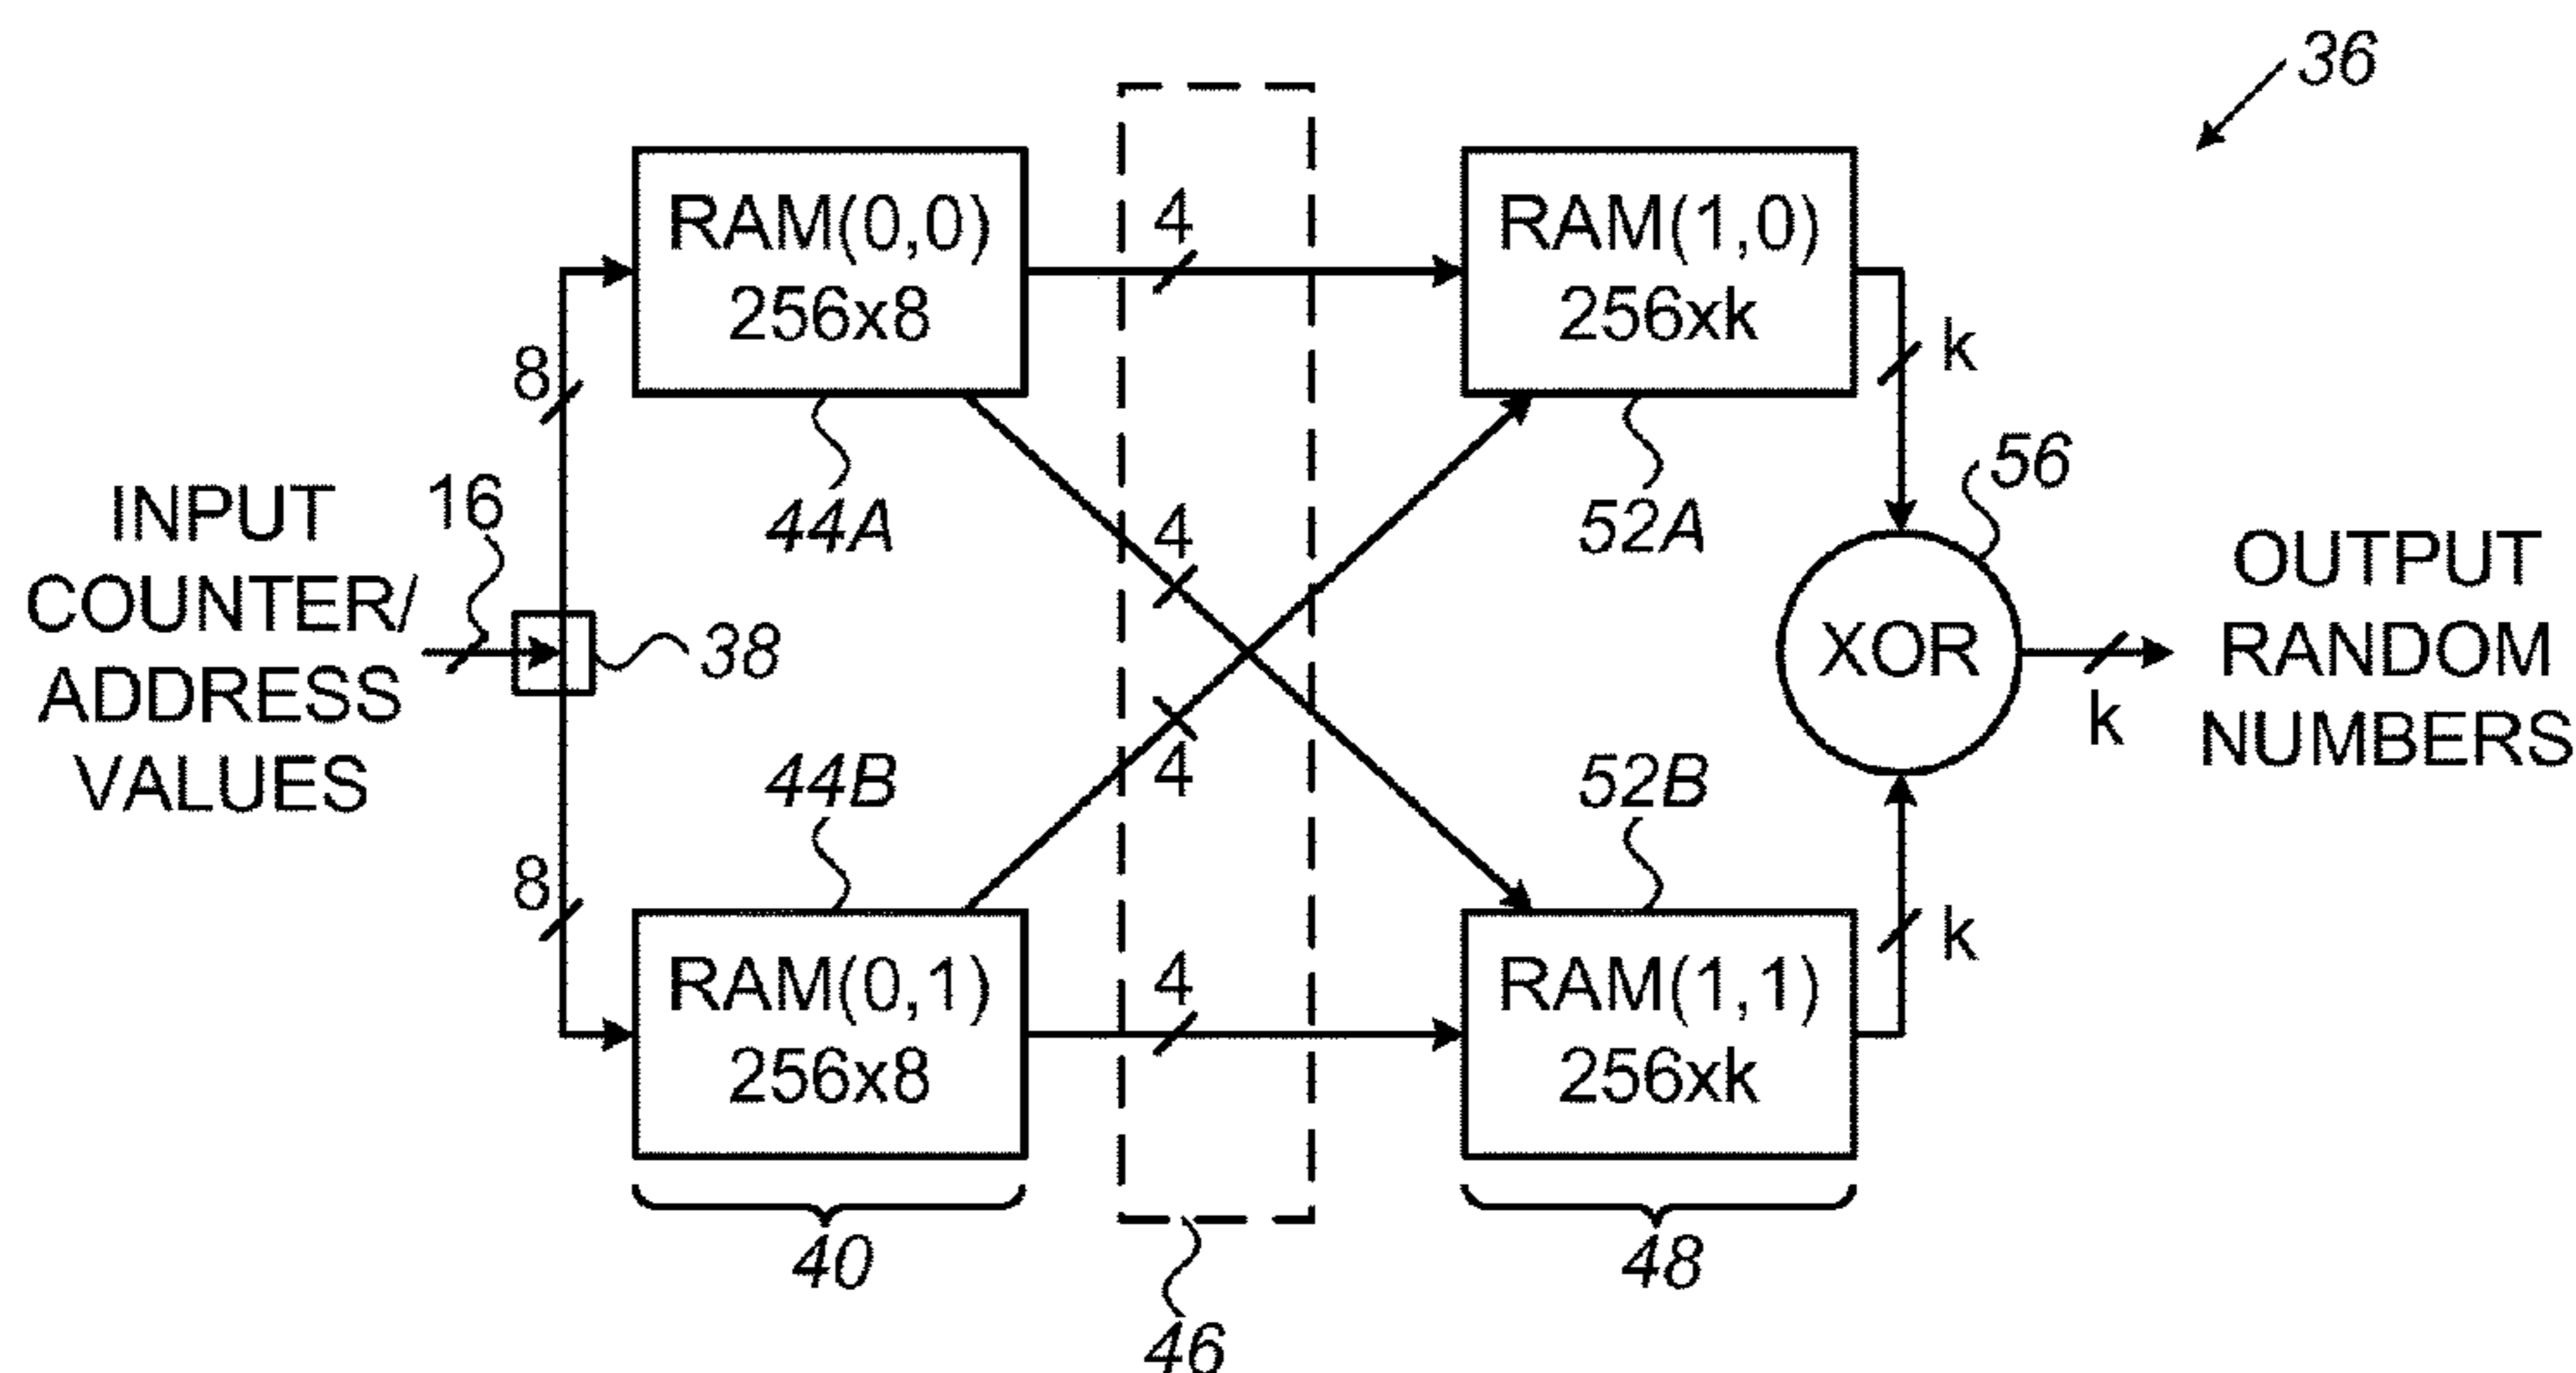 36
RAM(0,0)
256x8
4
RAM(1,0)
256xk
8
k
INPUT
COUNTER/
ADDRESS
VALUES
16
38
44A
4
52A
56
XOR
k
OUTPUT
RANDOM
NUMBERS
44B
4
52B
8
RAM(0,1)
256x8
4
RAM(1,1)
256xk
k
40
46
48